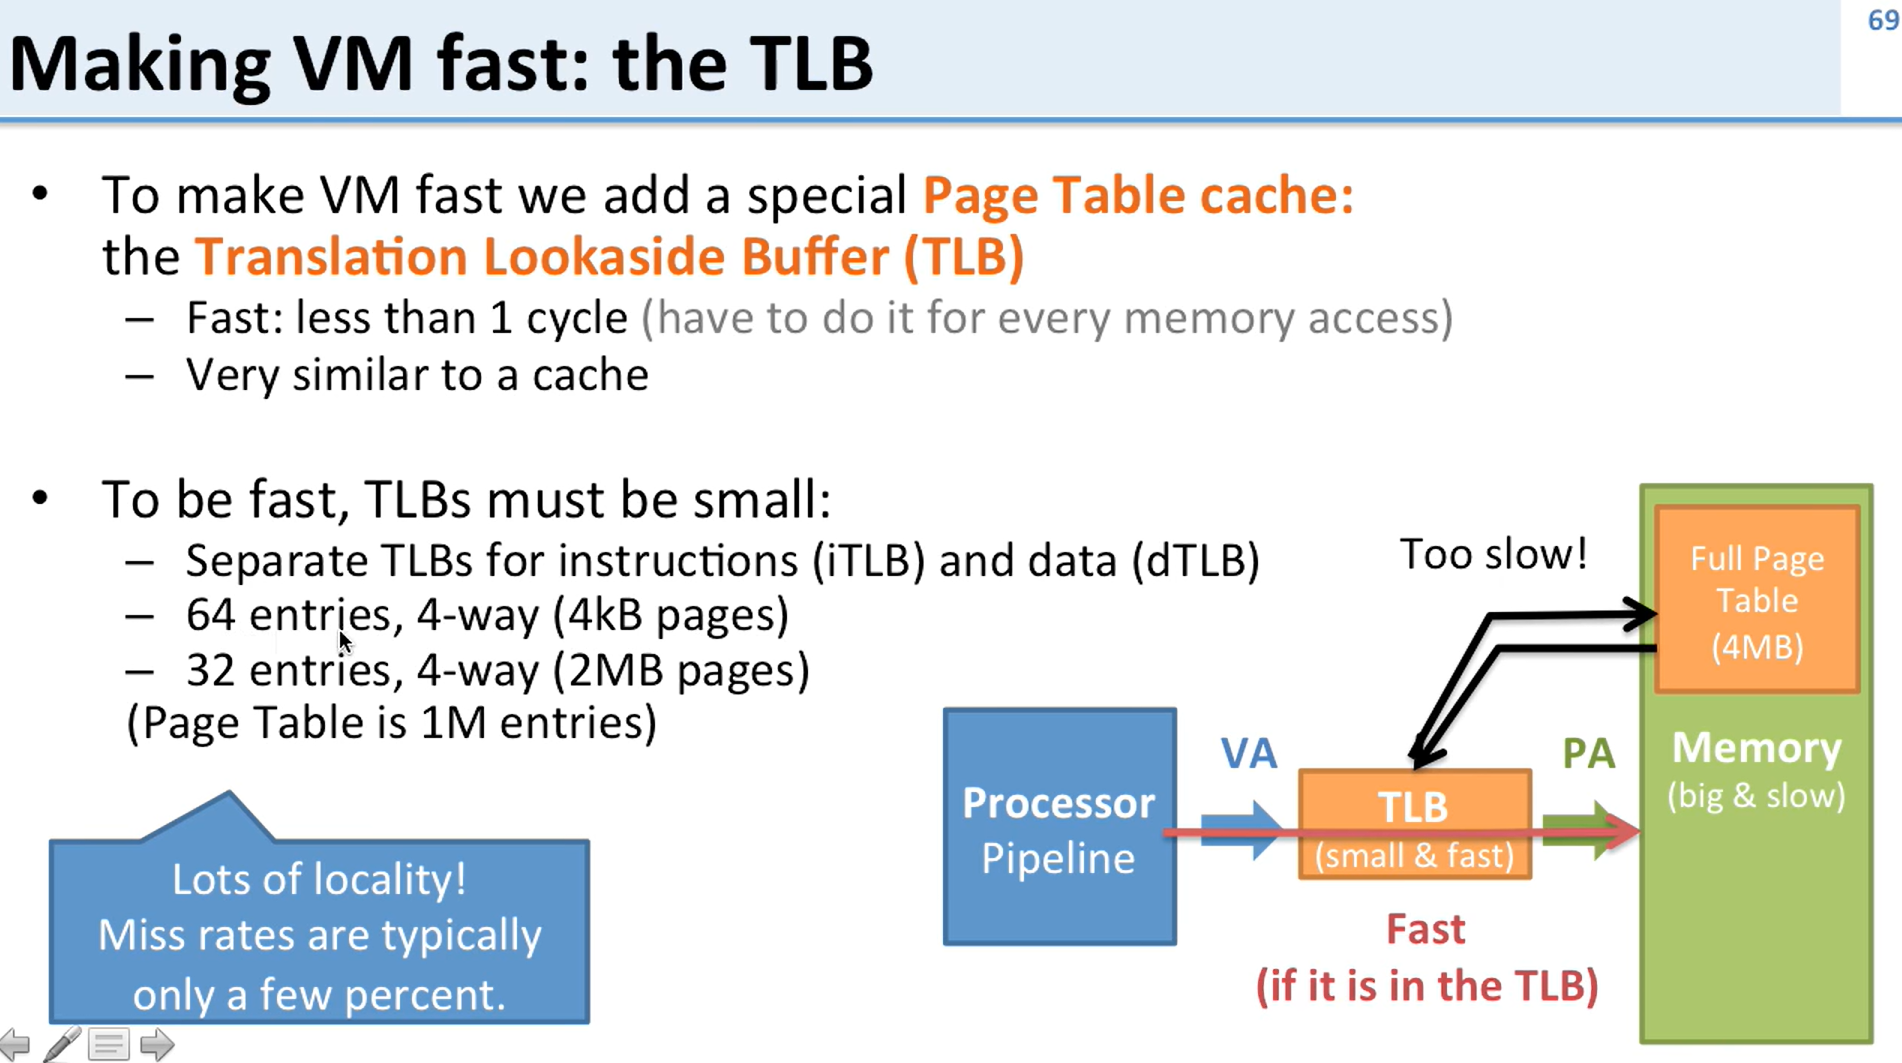 69
Making VM fast: the TLB
• To make VM fast we add a special Page Table cache:
the Translation Lookaside Buffer (TLB)
– Fast: less than 1 cycle (have to do it for every memory access)
– Very similar to a cache
• To be fast, TLBs must be small:
– Separate TLBs for instructions (iTLB) and data (dTLB)
– 64 entries, 4-way (4kB pages)
– 32 entries, 4-way (2MB pages)
(Page Table is 1M entries)
Lots of locality!
Miss rates are typically
only a few percent.
Too slow!
Full Page
Table
(4MB)
Processor
Pipeline
VA
TLB
(small & fast)
PA
Memory
(big & slow)
Fast
(if it is in the TLB)